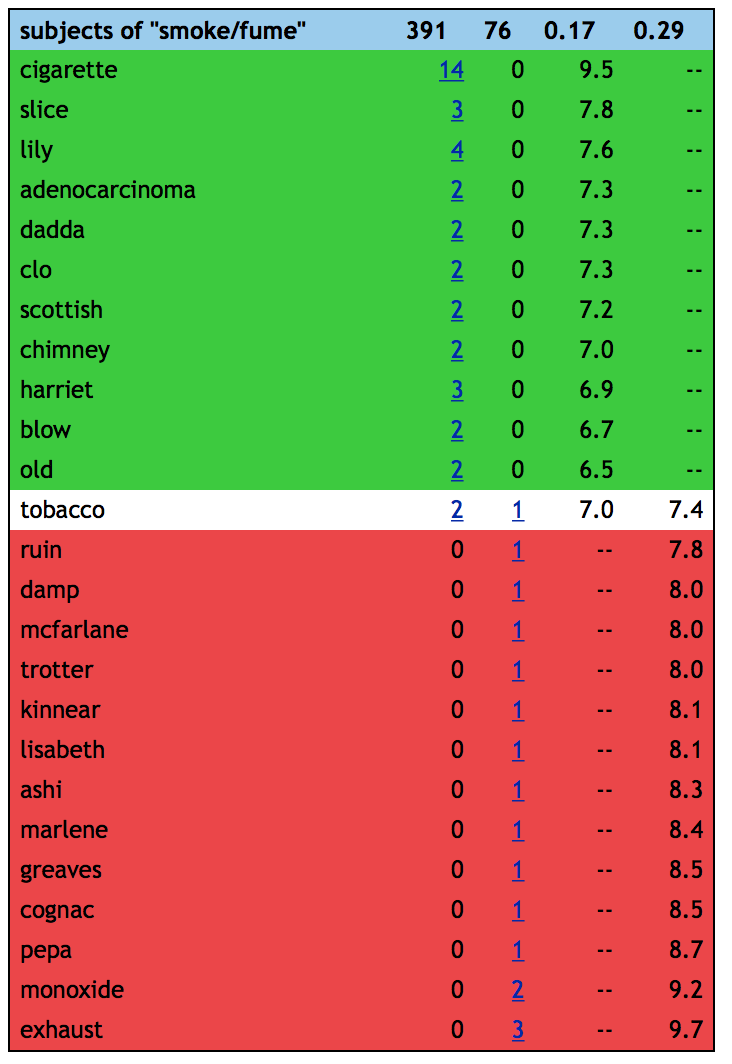 subjects of "smoke/fume" 391 76 0.17 0.29
cigarette 14 0 9.5 --
slice 3 0 7.8 --
lily 4 0 7.6 --
adenocarcinoma 2 0 7.3 --
dadda 2 0 7.3 --
clo 2 0 7.3 --
scottish 2 0 7.2 --
chimney 2 0 7.0 --
harriet 3 0 6.9 --
blow 2 0 6.7 --
old 2 0 6.5 --
tobacco 2 1 7.0 7.4
ruin 0 1 -- 7.8
damp 0 1 -- 8.0
mcfarlane 0 1 -- 8.0
trotter 0 1 -- 8.0
kinnear 0 1 -- 8.1
lisabeth 0 1 -- 8.1
ashi 0 1 -- 8.3
marlene 0 1 -- 8.4
greaves 0 1 -- 8.5
cognac 0 1 -- 8.5
pepa 0 1 -- 8.7
monoxide 0 2 -- 9.2
exhaust 0 3 -- 9.7